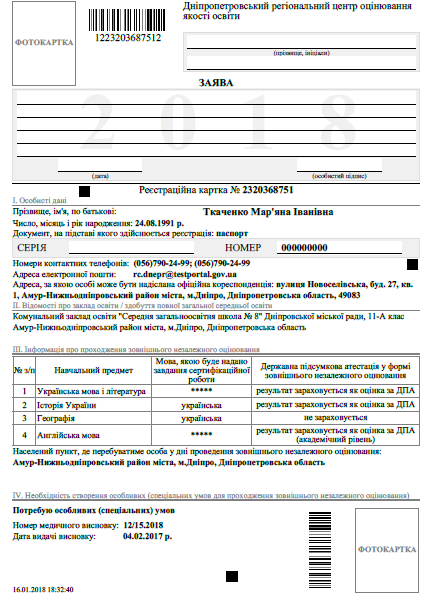 Дніпропетровський регіональний центр оцінювання
якості освіти
ФОТОКАРТКА
1223203687512
(прізвище, ініціали)
ЗАЯВА
2018
(дата)
(особистий підпис)
Реєстраційна картка № 2320368751
І. Особисті дані
Прізвище, ім'я, по батькові: Ткаченко Мар'яна Іванівна
Число, місяць і рік народження: 24.08.1991 р.
Документ, на підставі якого здійснюється реєстрація: паспорт
СЕРІЯ НОМЕР 000000000
Номери контактних телефонів: (056)790-24-99; (056)790-24-99
Адреса електронної пошти: rc.dnepr@testportal.gov.ua
Адреса, за якою особі може бути надіслана офіційна кореспонденція: вулиця Новоселівська, буд. 27, кв.
1, Амур-Нижньодніпровський район міста, м.Дніпро, Дніпропетровська область, 49083
ІІ. Відомості про заклад освіти / здобуття повної загальної середньої освіти
Комунальний заклад освіти "Середня загальноосвітня школа № 8" Дніпровської міської ради, 11-А клас
Амур-Нижньодніпровський район міста, м.Дніпро, Дніпропетровська область
ІІІ. Інформація про проходження зовнішнього незалежного оцінювання
№ з/п Навчальний предмет Мова, якою буде надано завдання сертифікаційної роботи Державна підсумкова атестація у формі зовнішнього незалежного оцінювання
1 Українська мова і література ***** результат зараховується як оцінка за ДПА
2 Історія України українська результат зараховується як оцінка за ДПА
3 Географія українська не зараховується
4 Англійська мова ***** результат зараховується як оцінка за ДПА (академічний рівень)
Населений пункт, де перебуватиме особа у дні проведення зовнішнього незалежного оцінювання:
Амур-Нижньодніпровський район міста, м.Дніпро, Дніпропетровська область
IV. Необхідність створення особливих (спеціальних умов для проходження зовнішнього незалежного оцінювання)
Потребую особливих (спеціальних) умов
Номер медичного висновку: 12/15.2018
Дата видачі висновку: 04.02.2017 р.
ФОТОКАРТКА
16.01.2018 18:32:40